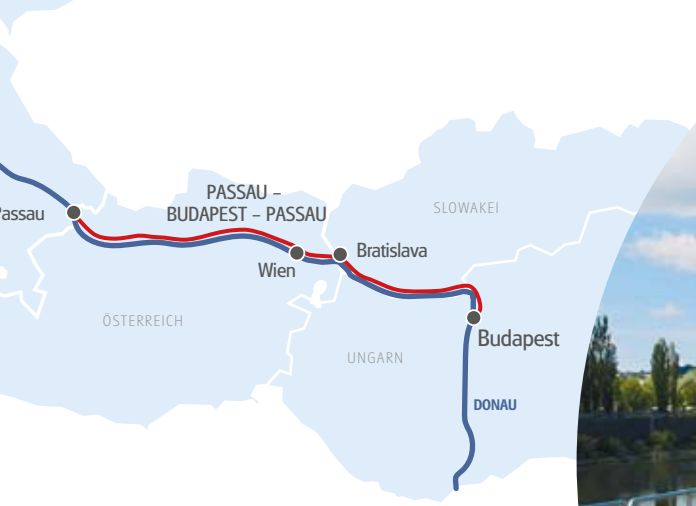 PASSAU –
BUDAPEST – PASSAU
SLOWAKEI
Passau
Bratislava
Wien
ÖSTERREICH
Budapest
UNGARN
DONAU